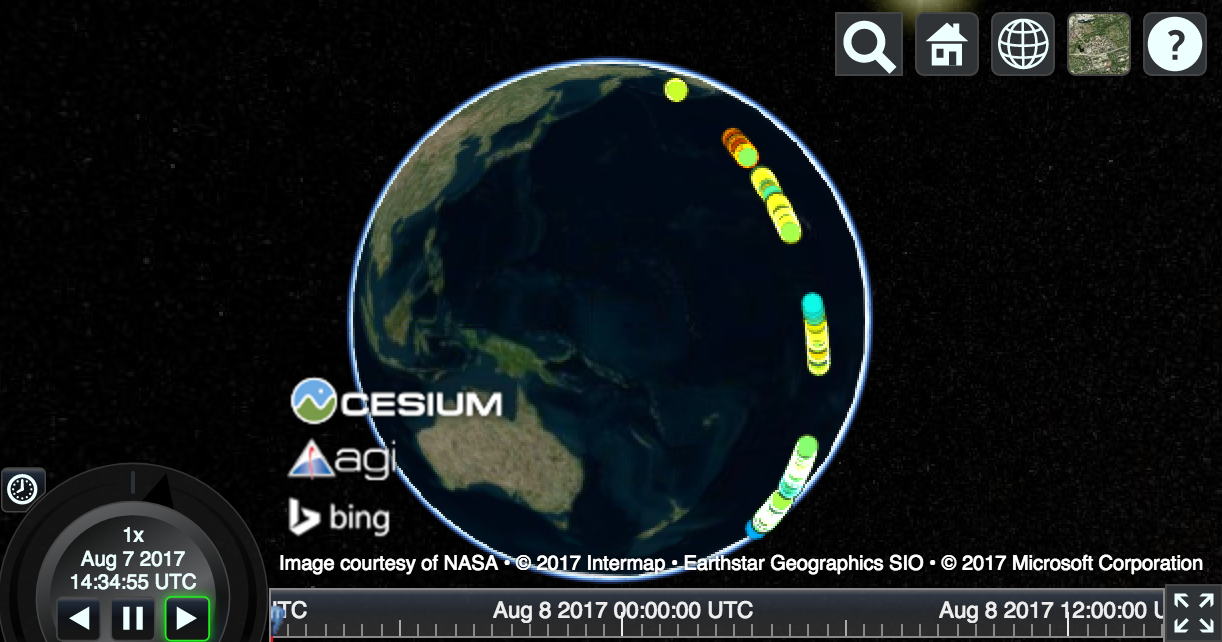 ?
CESIUM
agi
bing
1x
Aug 7 2017
14:34:55 UTC
Image courtesy of NASA • © 2017 Intermap • Earthstar Geographics SIO • © 2017 Microsoft Corporation
TC Aug 8 2017 00:00:00 UTC Aug 8 2017 12:00:00 U